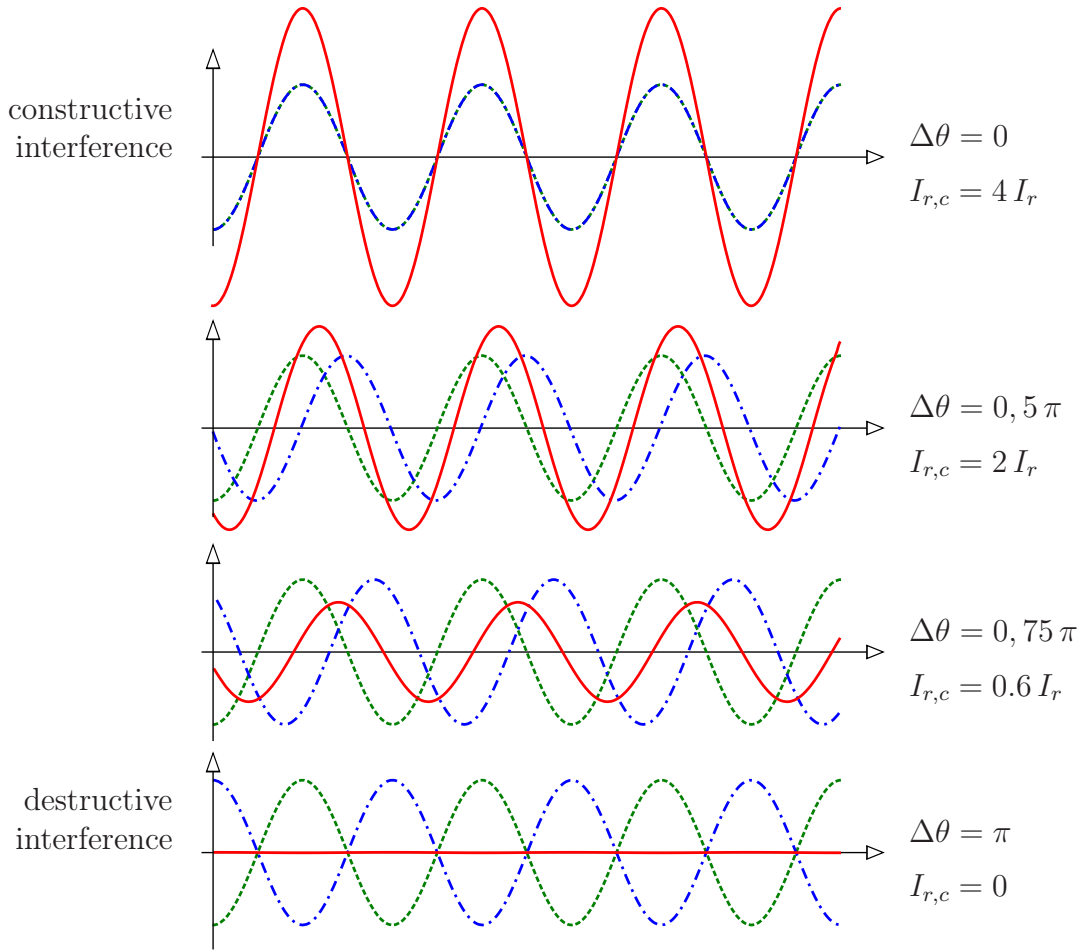 constructive
interference
Δθ = 0
I_{r,c} = 4 I_r
Δθ = 0, 5 π
I_{r,c} = 2 I_r
Δθ = 0, 75 π
I_{r,c} = 0.6 I_r
destructive
interference
Δθ = π
I_{r,c} = 0